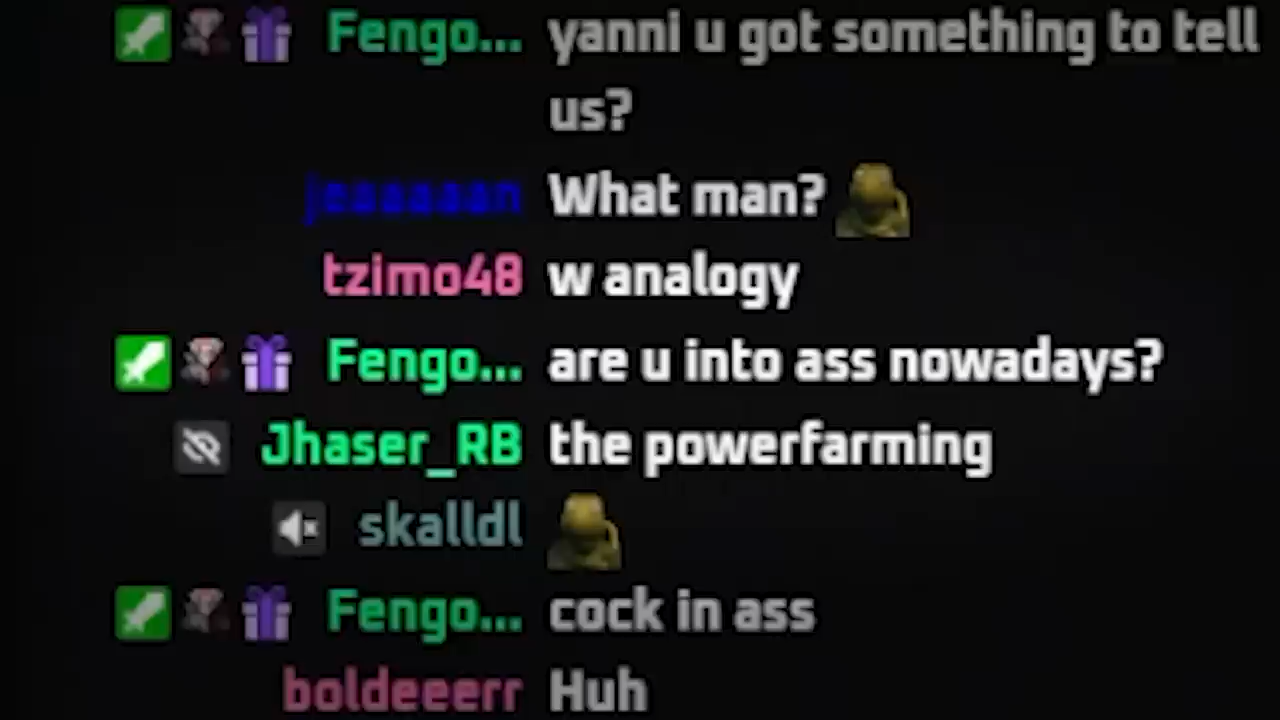 Fengo... yanni u got something to tell
us?
jeaaaaan What man?
tzimo48 w analogy
Fengo... are u into ass nowadays?
Jhaser_RB the powerfarming
skalldl
Fengo... cock in ass
boldeeerr Huh